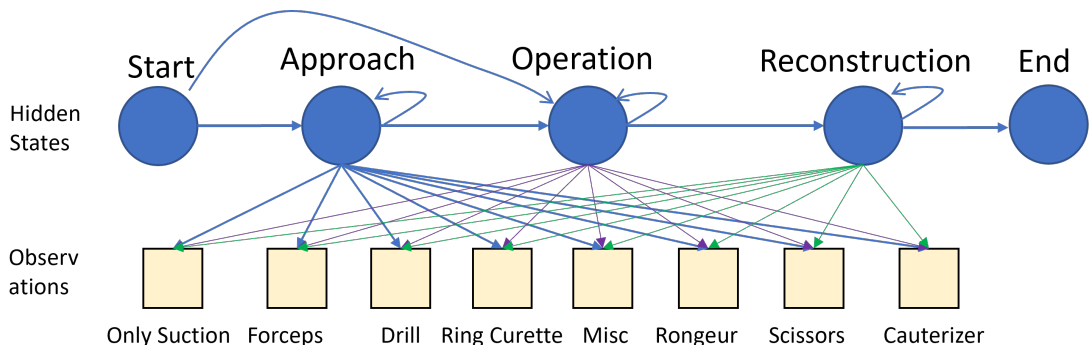 Start
Approach
Operation
Reconstruction
End
Hidden
States
Observ
ations
Only Suction
Forceps
Drill
Ring Curette
Misc
Rongeur
Scissors
Cauterizer